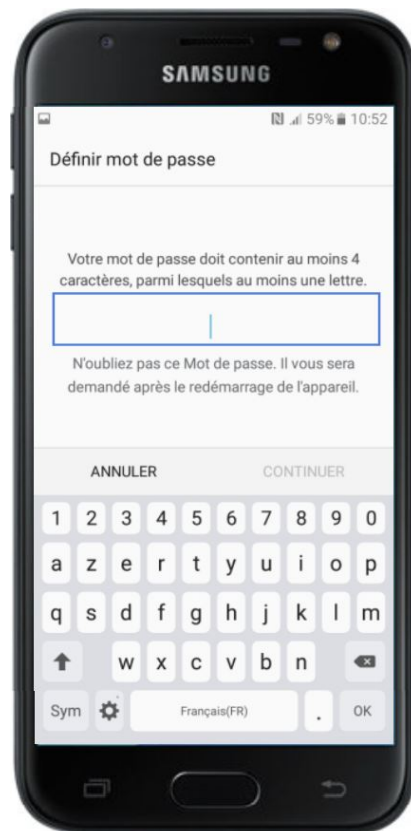 SAMSUNG
59% 10:52
Définir mot de passe
Votre mot de passe doit contenir au moins 4
caractères, parmi lesquels au moins une lettre.
N'oubliez pas ce Mot de passe. Il vous sera
demandé après le redémarrage de l'appareil.
ANNULER CONTINUER
1 2 3 4 5 6 7 8 9 0
a z e r t y u i o p
q s d f g h j k l m
w x c v b n
Sym Français(FR) . OK